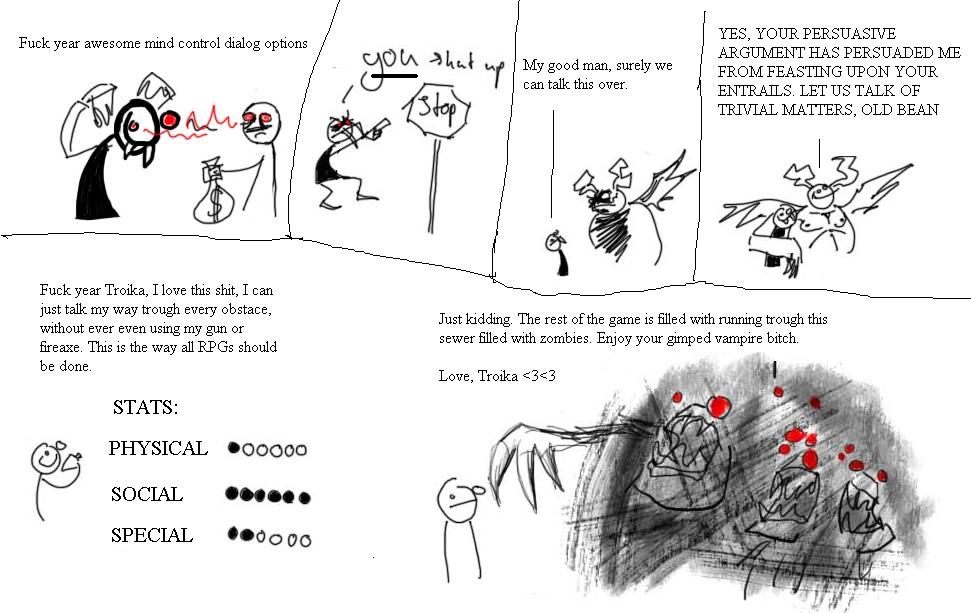 Fuck year awesome mind control dialog options
you shut up
Stop
My good man, surely we
can talk this over.
YES, YOUR PERSUASIVE
ARGUMENT HAS PERSUADED ME
FROM FEASTING UPON YOUR
ENTRAILS. LET US TALK OF
TRIVIAL MATTERS, OLD BEAN
$
Fuck year Troika, I love this shit, I can
just talk my way trough every obstace,
without ever even using my gun or
fireaxe. This is the way all RPGs should
be done.
STATS:
PHYSICAL
SOCIAL
SPECIAL
Just kidding. The rest of the game is filled with running trough this
sewer filled with zombies. Enjoy your gimped vampire bitch.
Love, Troika <3<3